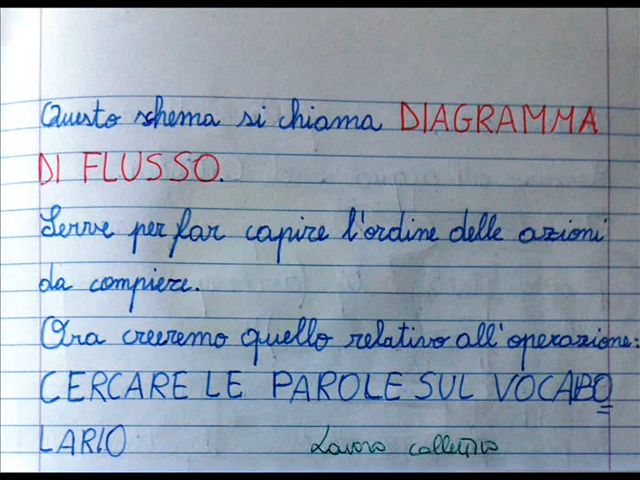 Questo schema si chiama DIAGRAMMA
DI FLUSSO.
Serve per far capire l'ordine delle azioni
da compiere.
Ora creeremo quello relativo all'operazione:
CERCARE LE PAROLE SUL VOCABO
LARIO
Lavoro collettivo